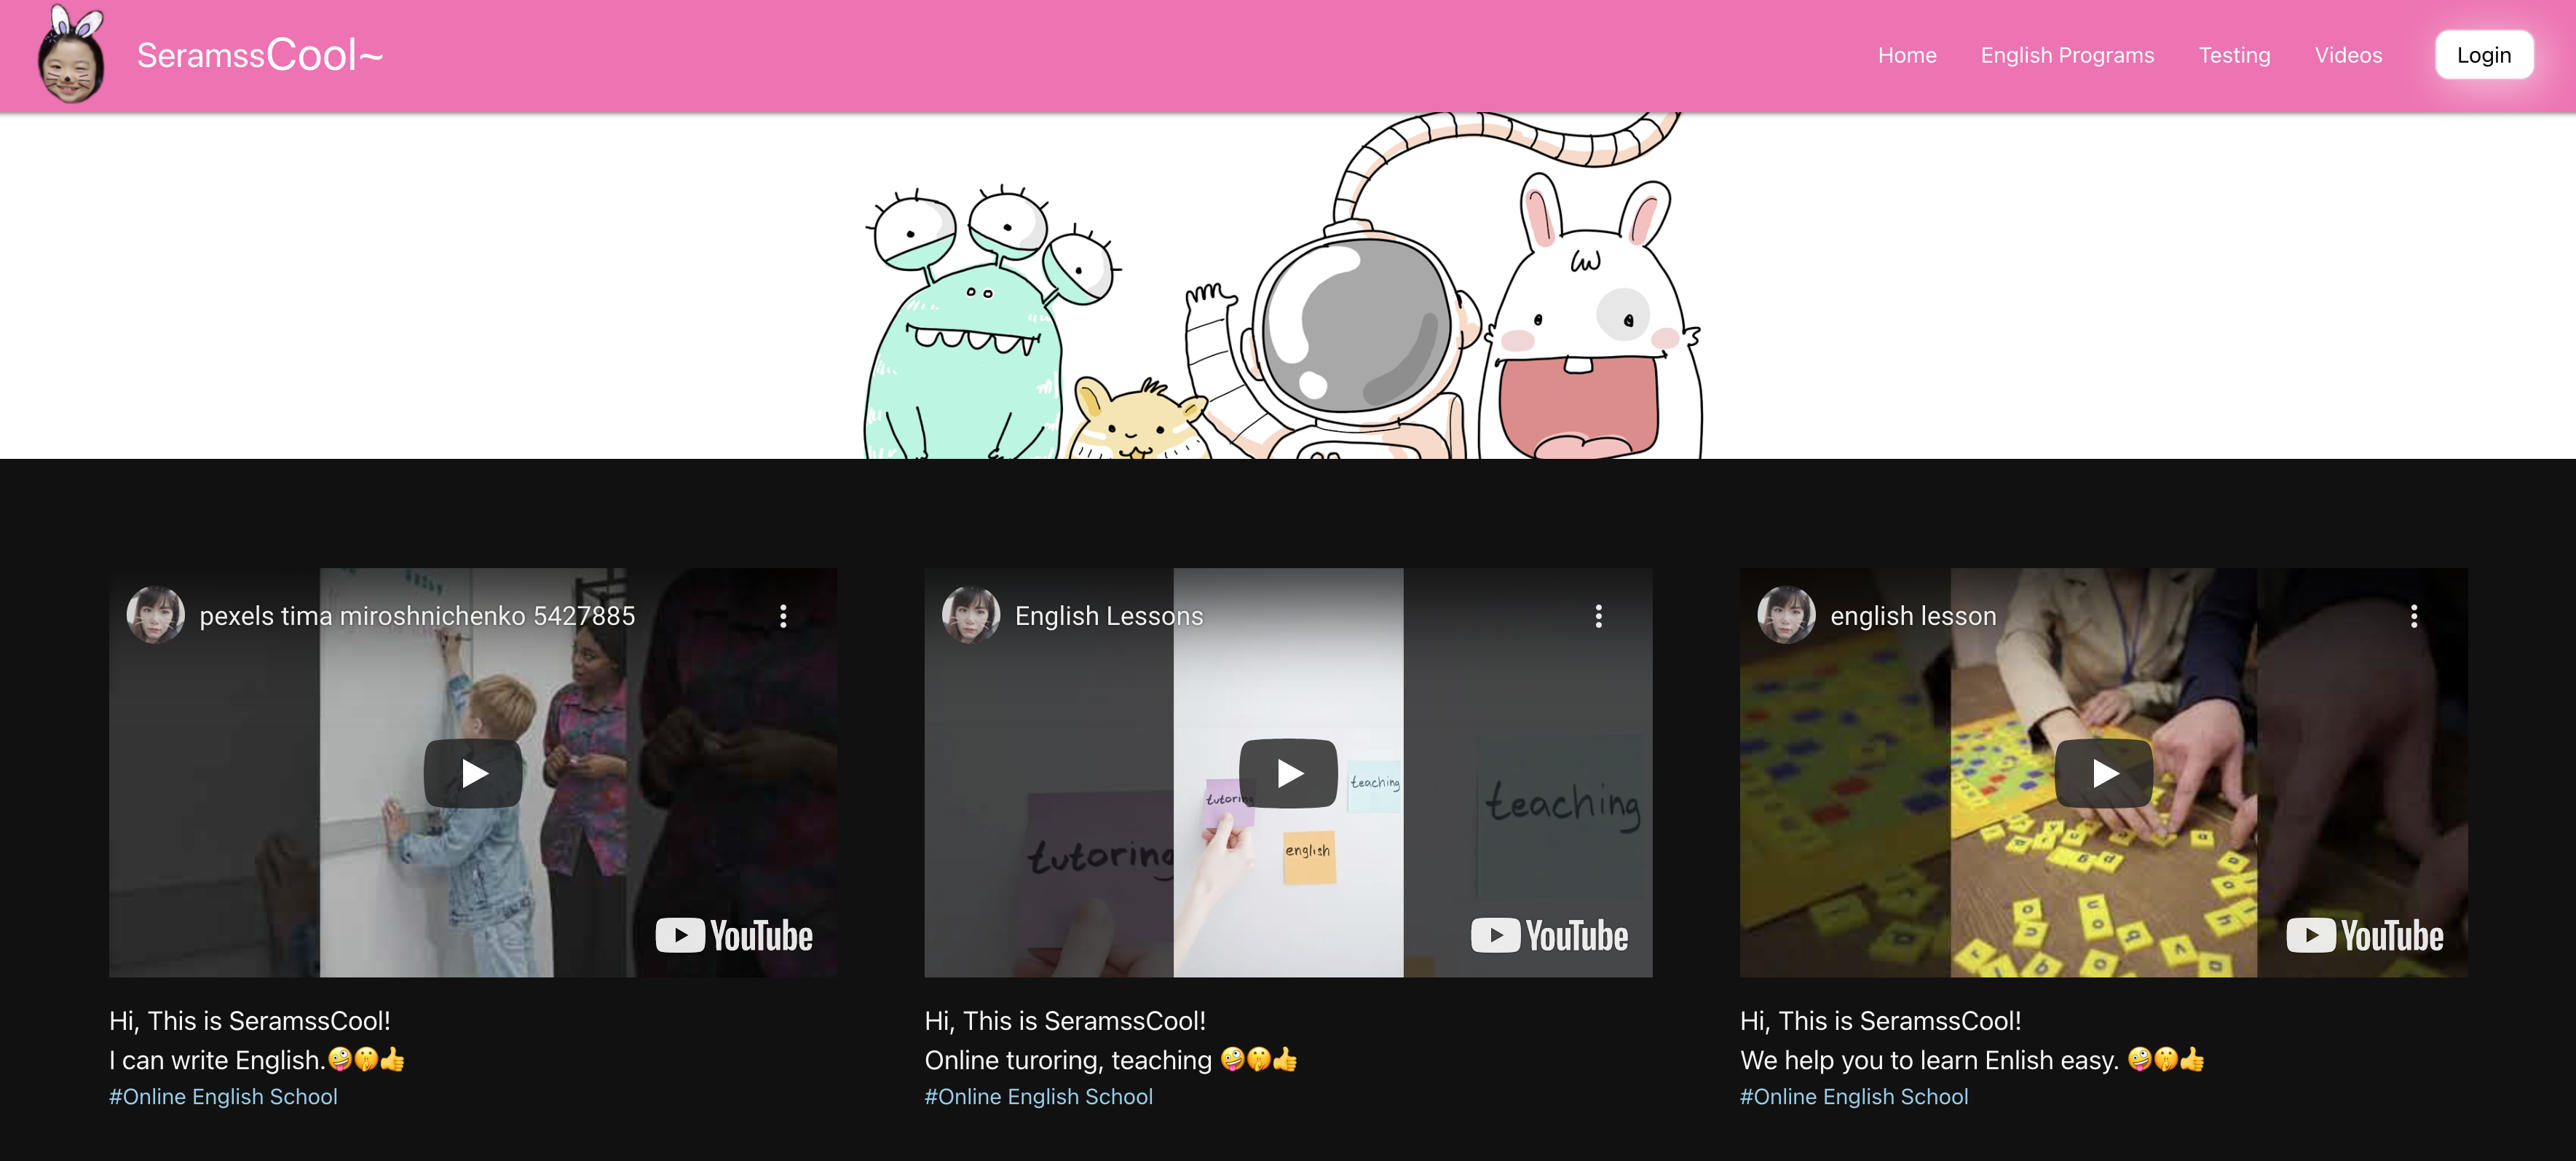 SeramssCool~
Home English Programs Testing Videos Login
pexels tima miroshnichenko 5427885
English Lessons
english lesson
teaching
tutoring
teaching
tutoring
english
YouTube
YouTube
YouTube
Hi, This is SeramssCool!
I can write English.🤪🤫👍
#Online English School
Hi, This is SeramssCool!
Online turoring, teaching 🤪🤫👍
#Online English School
Hi, This is SeramssCool!
We help you to learn Enlish easy. 🤪🤫👍
#Online English School